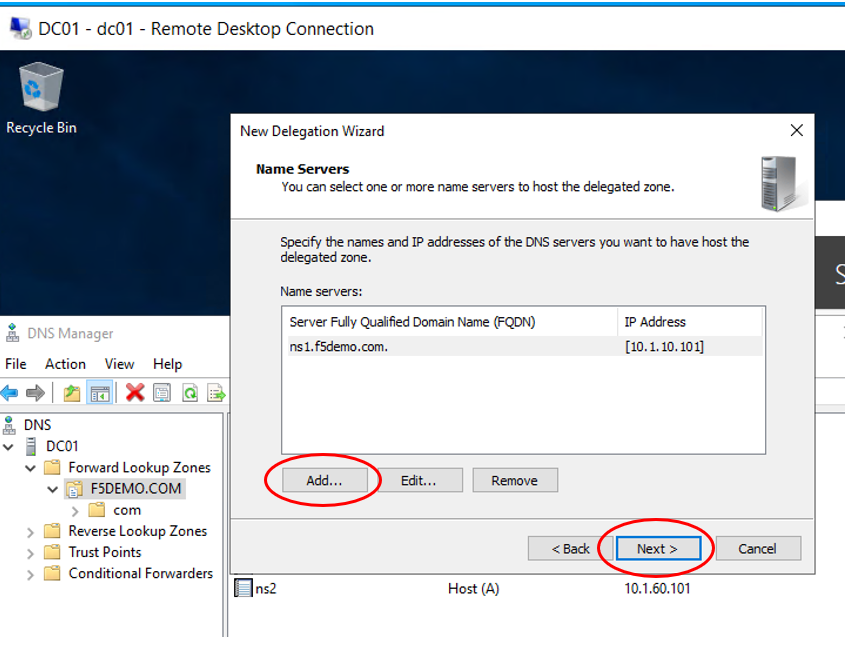 DC01 - dc01 - Remote Desktop Connection
Recycle Bin
New Delegation Wizard
Name Servers
You can select one or more name servers to host the delegated zone.
Specify the names and IP addresses of the DNS servers you want to have host the
delegated zone.
Name servers:
Server Fully Qualified Domain Name (FQDN) IP Address
ns1.f5demo.com. [10.1.10.101]
Add... Edit... Remove
< Back Next > Cancel
DNS Manager
File Action View Help
DNS
DC01
Forward Lookup Zones
F5DEMO.COM
com
Reverse Lookup Zones
Trust Points
Conditional Forwarders
ns2 Host (A) 10.1.60.101